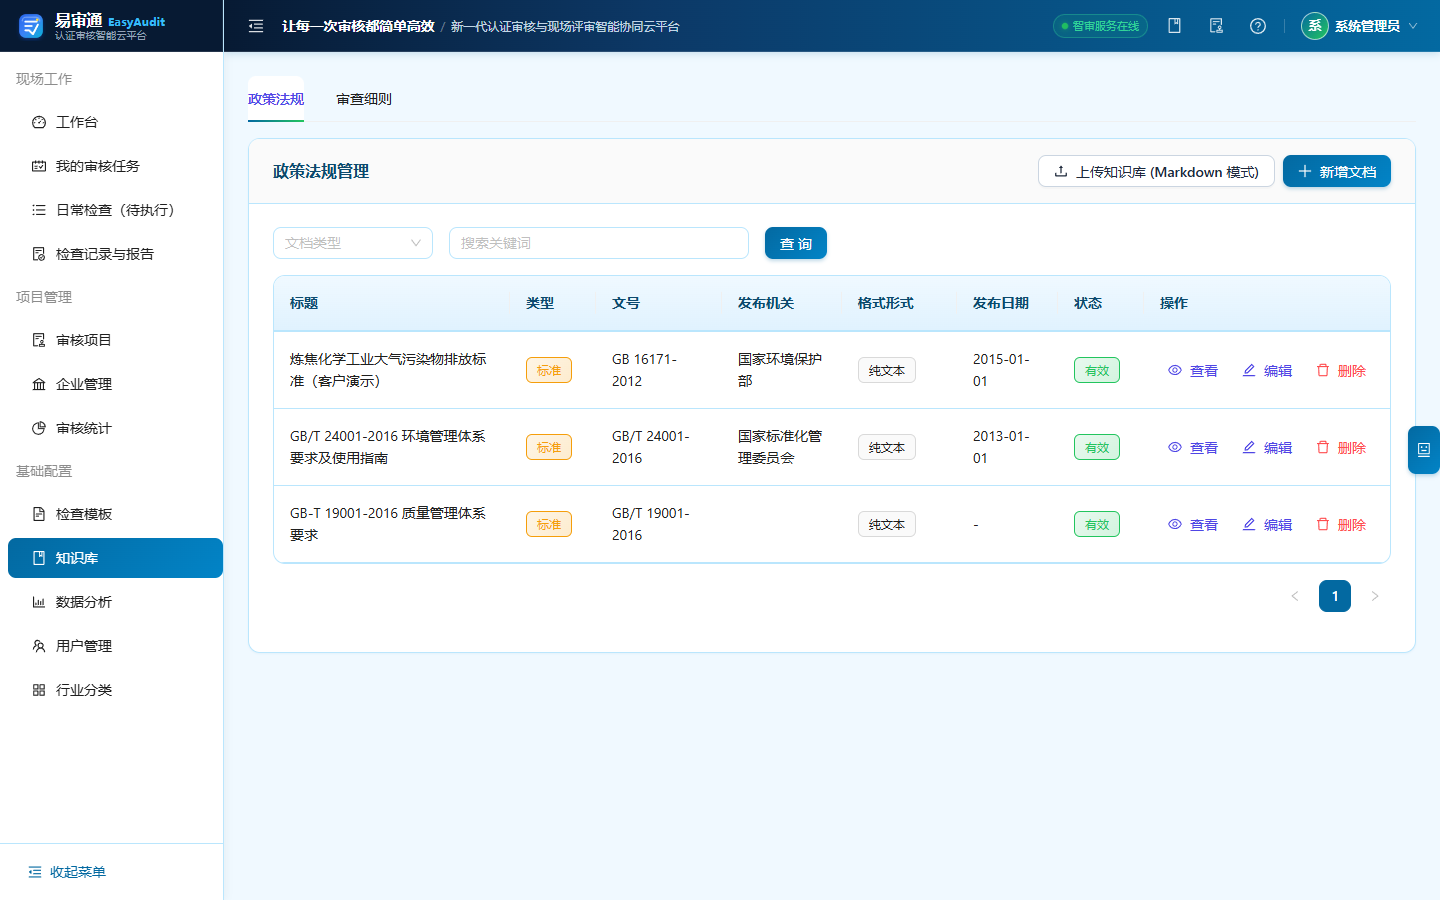 易审通 EasyAudit
认证审核智能云平台
让每一次审核都简单高效 / 新一代认证审核与现场评审智能协同云平台
智审服务在线
系 系统管理员
现场工作
工作台
我的审核任务
日常检查（待执行）
检查记录与报告
项目管理
审核项目
企业管理
审核统计
基础配置
检查模板
知识库
数据分析
用户管理
行业分类
收起菜单
政策法规 审查细则
政策法规管理
上传知识库 (Markdown 模式)
新增文档
文档类型 搜索关键词 查 询
标题 类型 文号 发布机关 格式形式 发布日期 状态 操作
炼焦化学工业大气污染物排放标
准（客户演示）
标准
GB 16171-
2012
国家环境保护
部
纯文本
2015-01-
01
有效
查看 编辑 删除
GB/T 24001-2016 环境管理体系
要求及使用指南
标准
GB/T 24001-
2016
国家标准化管
理委员会
纯文本
2013-01-
01
有效
查看 编辑 删除
GB-T 19001-2016 质量管理体系
要求
标准
GB/T 19001-
2016
纯文本
-
有效
查看 编辑 删除
1